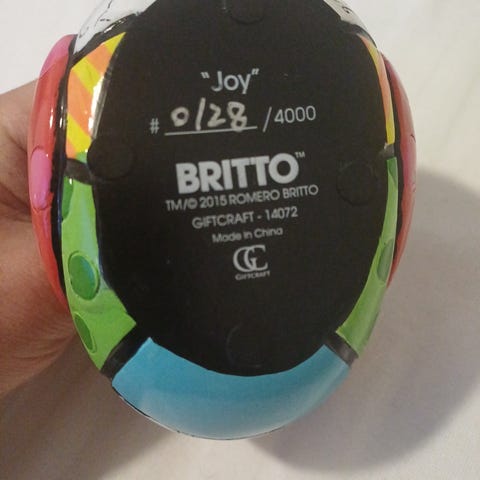 "Joy"
# 0128 /4000
BRITTO™
TM/© 2015 ROMERO BRITTO
GIFTCRAFT - 14072
Made in China
GC
GIFTCRAFT